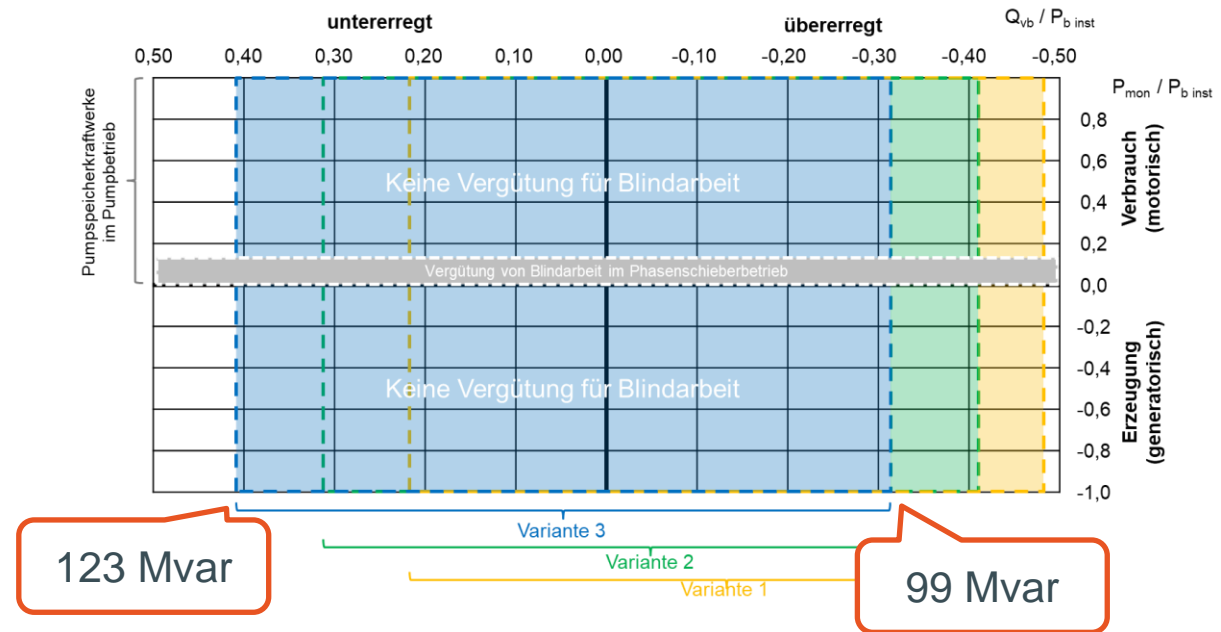 untererregt
übererregt
Q vb / P b inst
0,50 0,40 0,30 0,20 0,10 0,00 -0,10 -0,20 -0,30 -0,40 -0,50
P mon / P b inst
Pumpspeicherkraftwerke
im Pumpbetrieb
0,8
0,6
Keine Vergütung für Blindarbeit
0,4
0,2
Verbrauch
(motorisch)
Vergütung von Blindarbeit im Phasenschieberbetrieb
0,0
-0,2
-0,4
Keine Vergütung für Blindarbeit
-0,6
-0,8
-1,0
Erzeugung
(generatorisch)
Variante 3
Variante 2
Variante 1
123 Mvar
99 Mvar